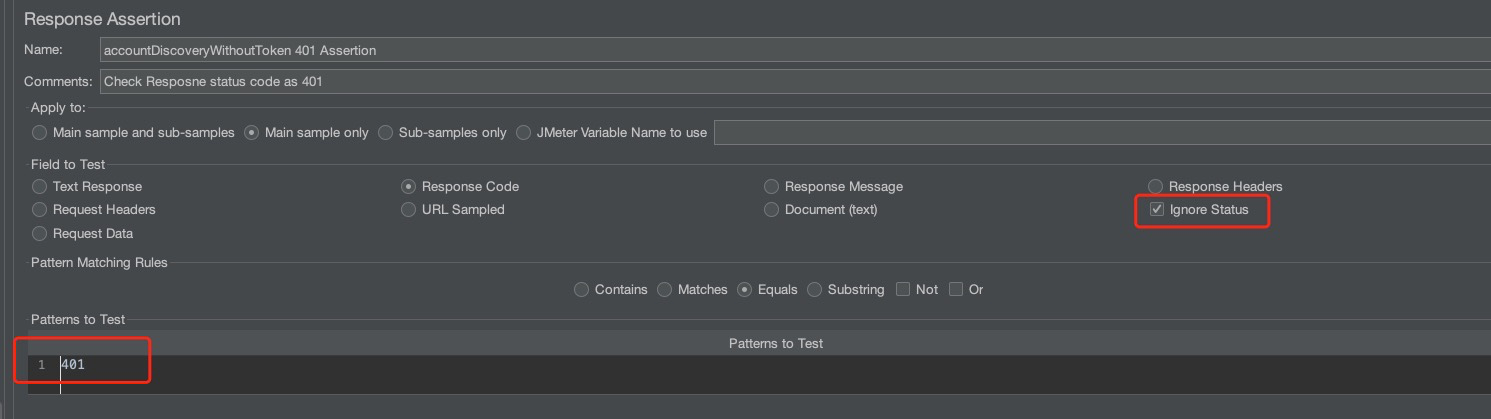 Response Assertion
Name: accountDiscoveryWithoutToken 401 Assertion
Comments: Check Resposne status code as 401
Apply to:
Main sample and sub-samples Main sample only Sub-samples only JMeter Variable Name to use
Field to Test
Text Response Response Code Response Message Response Headers
Request Headers URL Sampled Document (text) Ignore Status
Request Data
Pattern Matching Rules
Contains Matches Equals Substring Not Or
Patterns to Test
Patterns to Test
1 401